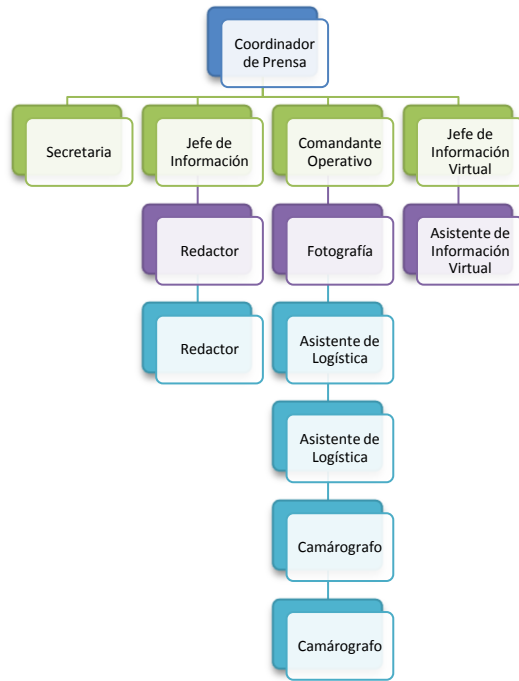 Coordinador
de Prensa
Secretaria
Jefe de
Información
Comandante
Operativo
Jefe de
Información
Virtual
Redactor
Fotografía
Asistente de
Información
Virtual
Redactor
Asistente de
Logística
Asistente de
Logística
Camárografo
Camárografo